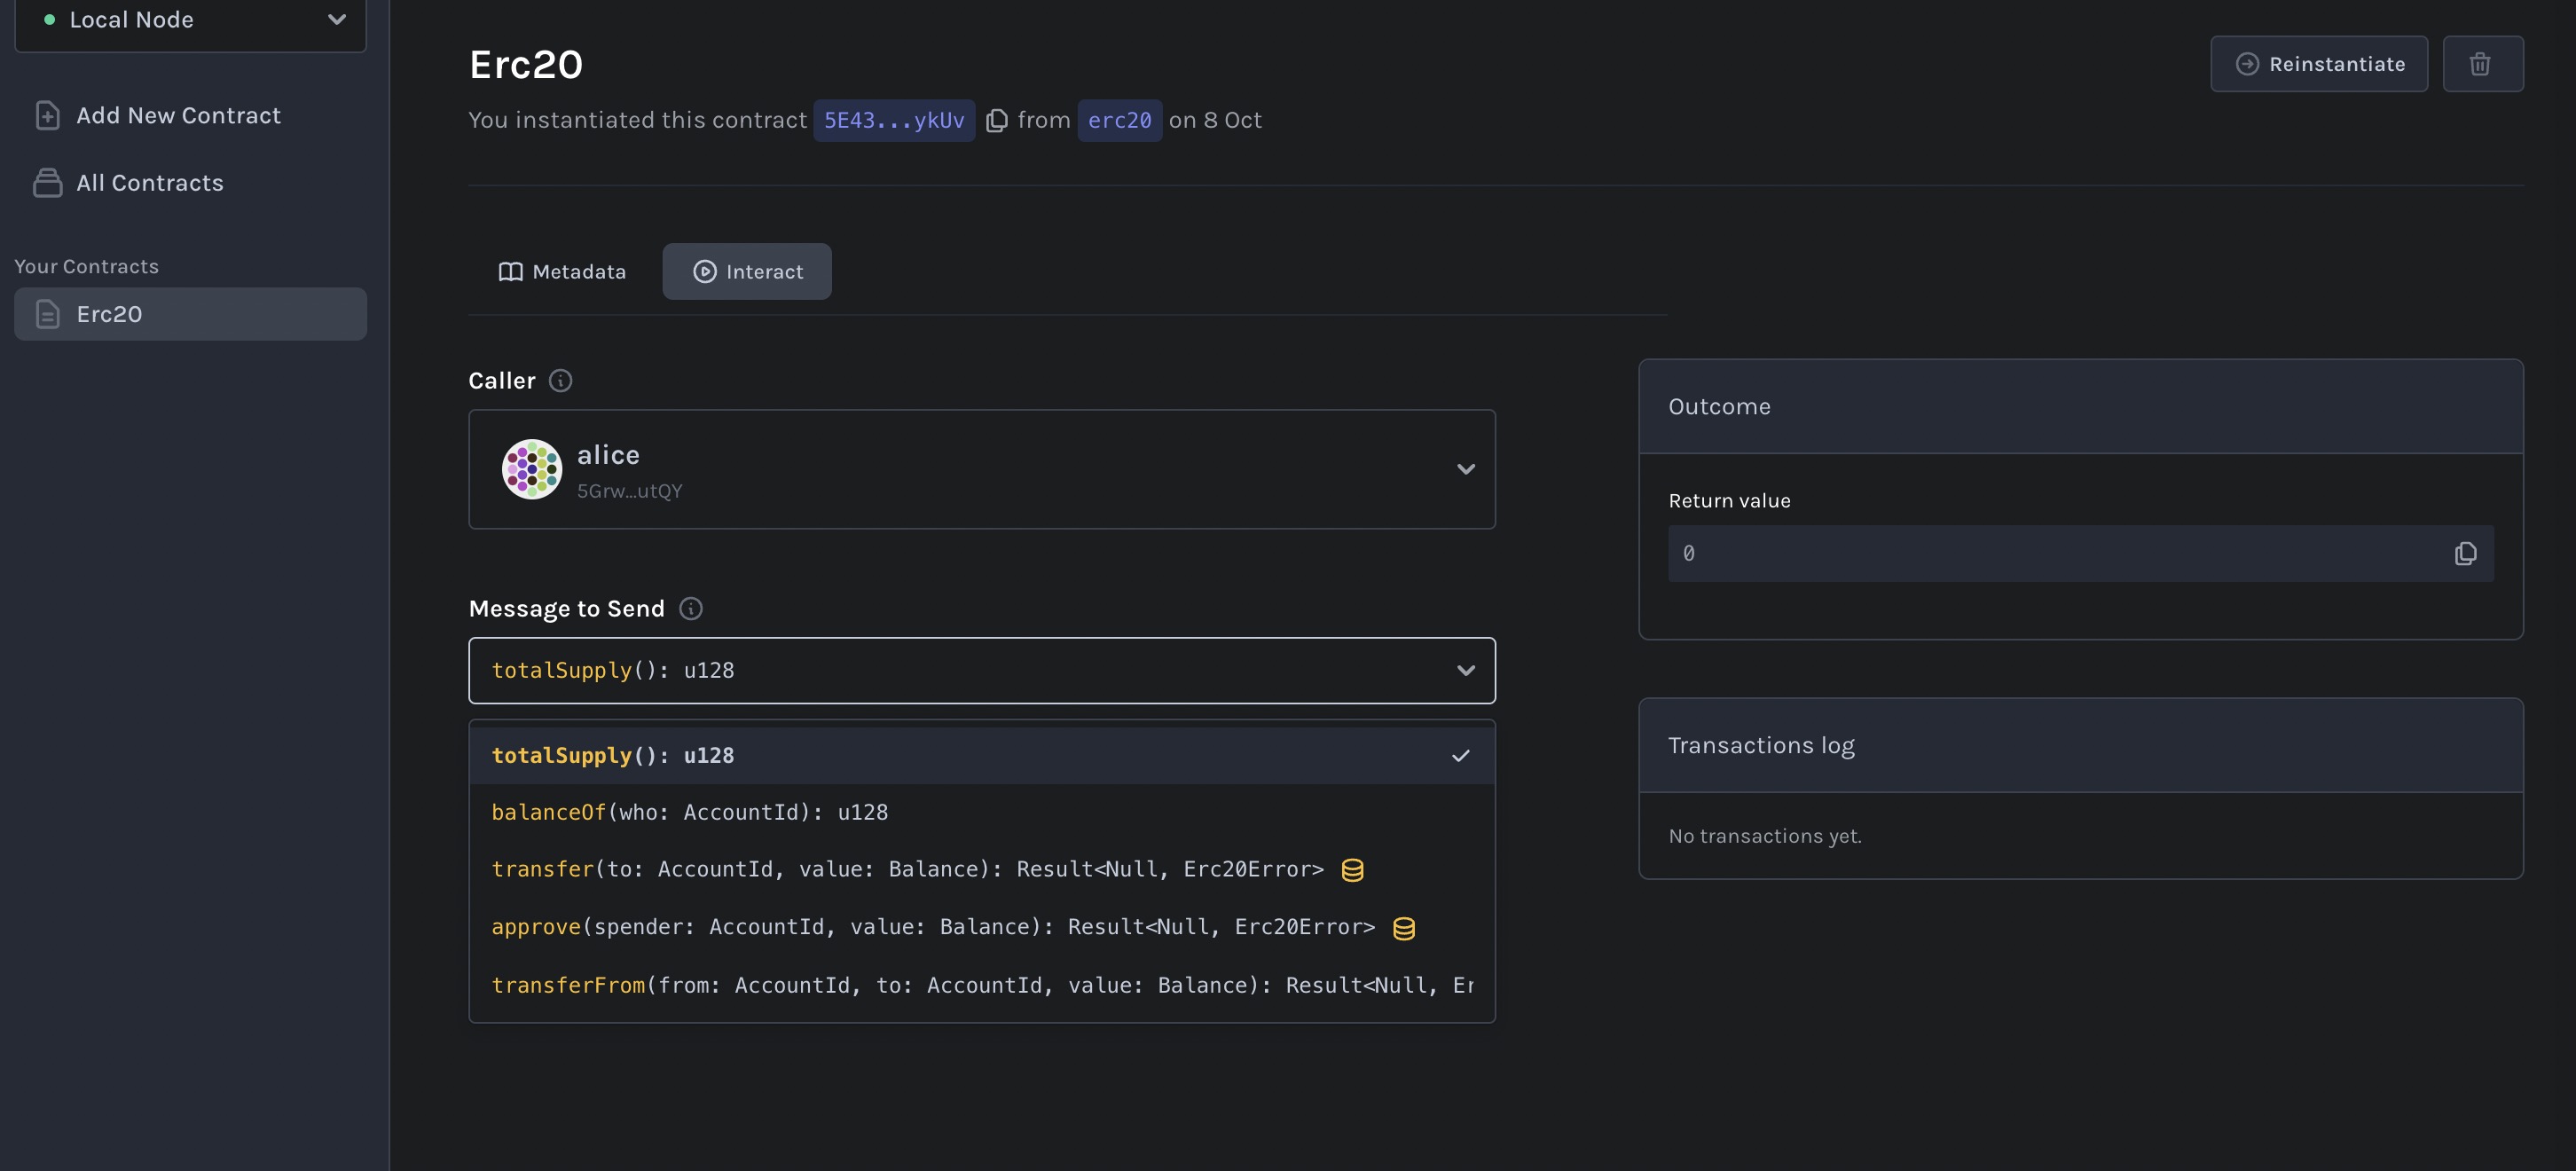 Local Node
Add New Contract
All Contracts
Your Contracts
Erc20
Erc20
You instantiated this contract 5E43...ykUv from erc20 on 8 Oct
Reinstantiate
Metadata
Interact
Caller
alice
5Grw...utQY
Message to Send
totalSupply(): u128
totalSupply(): u128
balanceOf(who: AccountId): u128
transfer(to: AccountId, value: Balance): Result<Null, Erc20Error>
approve(spender: AccountId, value: Balance): Result<Null, Erc20Error>
transferFrom(from: AccountId, to: AccountId, value: Balance): Result<Null, Er
Outcome
Return value
0
Transactions log
No transactions yet.